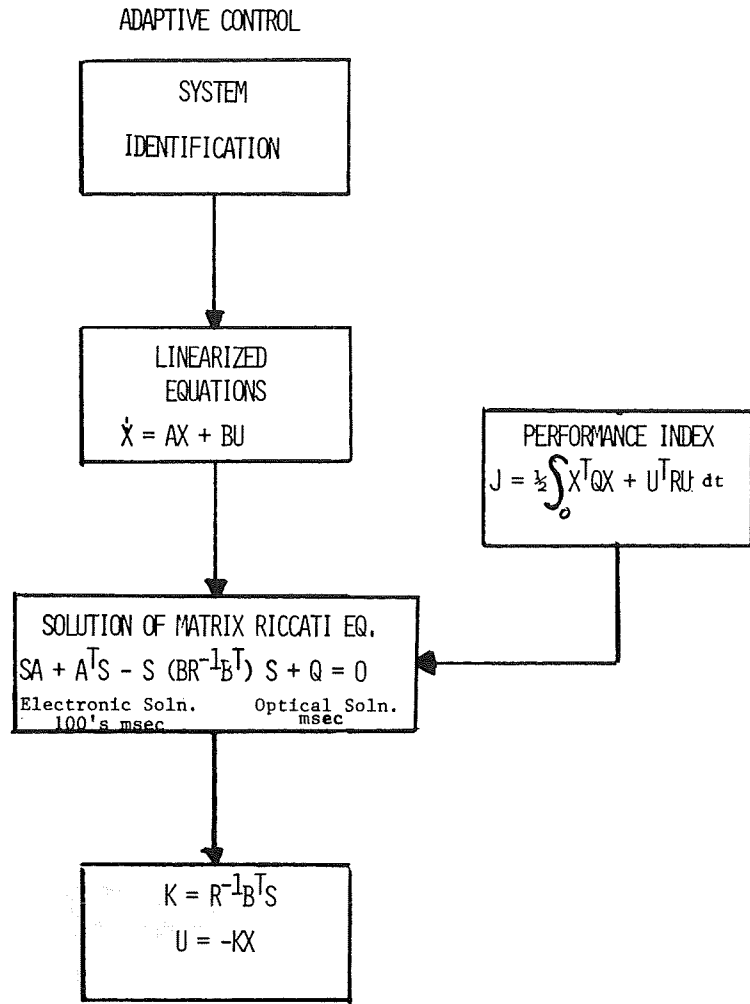 ADAPTIVE CONTROL
SYSTEM
IDENTIFICATION
LINEARIZED
EQUATIONS
Ẋ = AX + BU
PERFORMANCE INDEX
J = ½∫₀ XᵀQX + UᵀRU dt
SOLUTION OF MATRIX RICCATI EQ.
SA + AᵀS – S (BR⁻¹Bᵀ) S + Q = 0
Electronic Soln. Optical Soln.
100's msec msec
K = R⁻¹BᵀS
U = -KX